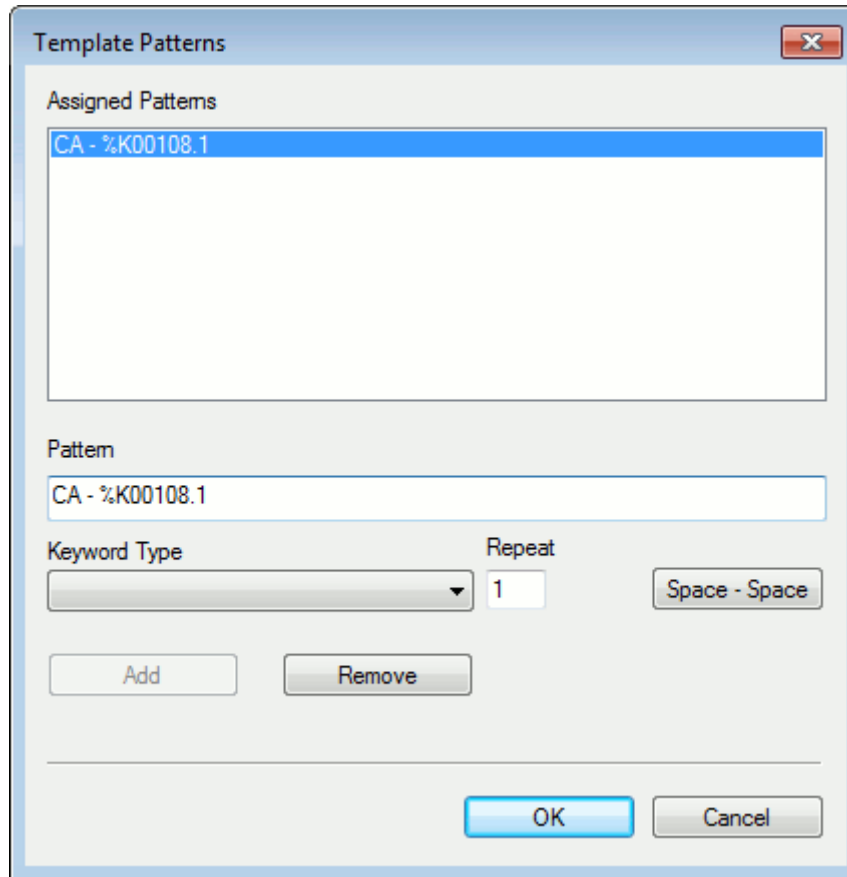 Template Patterns
Assigned Patterns
CA - %K00108.1
Pattern
CA - %K00108.1
Keyword Type
Repeat
1
Space - Space
Add
Remove
OK
Cancel